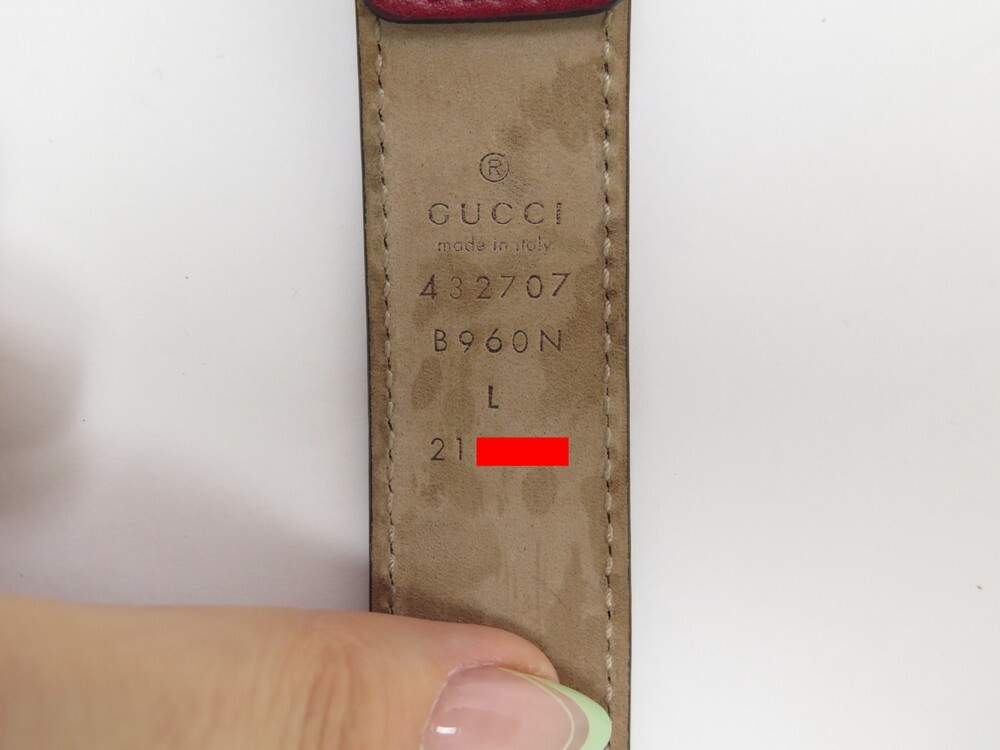 ®
GUCCI
made in italy
432707
B960N
L
21